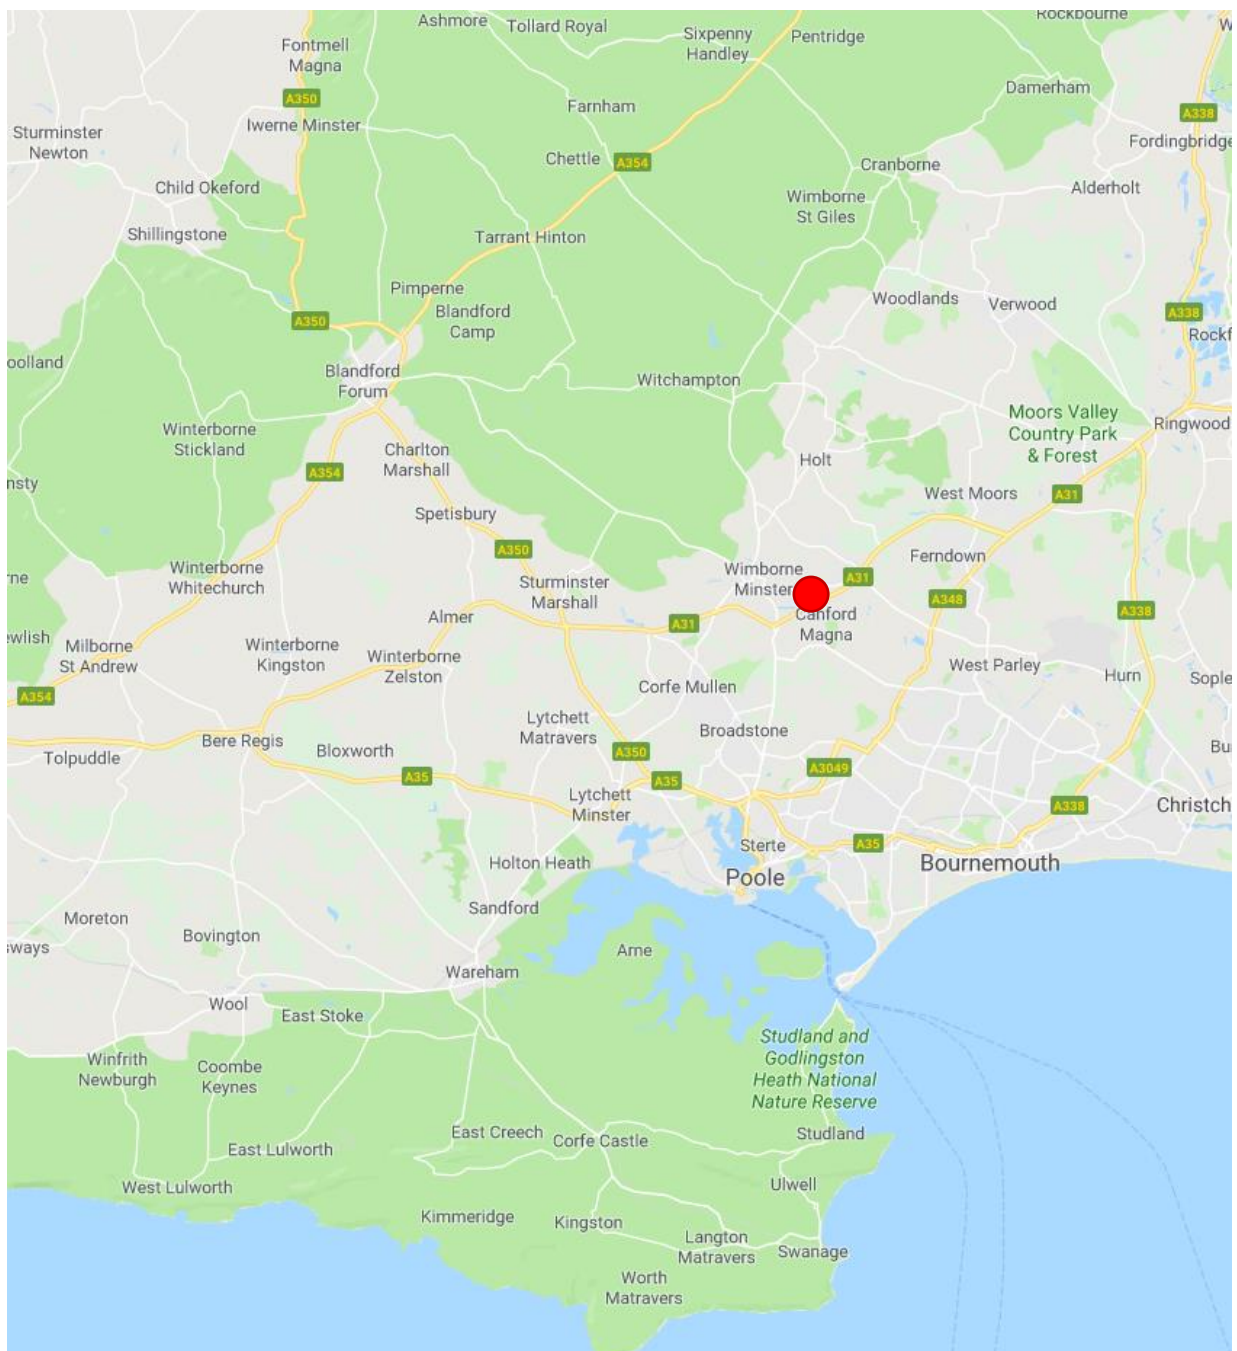 Ashmore
Tollard Royal
Rockbourne
Sixpenny
Handley
Pentridge
W
Fontmell
Magna
A350
Iwerne Minster
Farnham
Damerham
A338
Sturminster
Newton
Fordingbridge
Chettle
A354
Cranborne
Child Okeford
Alderholt
Wimborne
St Giles
Shillingstone
Tarrant Hinton
Pimperne
Woodlands
Verwood
Blandford
Camp
A350
A338
Rockf
oolland
Blandford
Forum
Witchampton
Moors Valley
Country Park
& Forest
Ringwood
Winterborne
Stickland
Charlton
Marshall
Holt
A354
nsty
West Moors
A31
Spetisbury
A350
Ferndown
Winterborne
Whitechurch
rne
Sturminster
Marshall
Wimborne
Minster
A31
A348
A338
Almer
A31
Canford
Magna
ewlish
Milborne
St Andrew
Winterborne
Kingston
Winterborne
Zelston
West Parley
Hurn
Sople
A354
Corfe Mullen
Lytchett
Matravers
Broadstone
Bere Regis
Bloxworth
A350
Bu
Tolpuddle
A35
A35
A3049
Lytchett
Minster
A338
Christch
Sterte
A35
Holton Heath
Poole
Bournemouth
Sandford
Moreton
Bovington
sways
Arne
Wareham
Wool
East Stoke
Studland and
Godlingston
Heath National
Nature Reserve
Winfrith
Newburgh
Coombe
Keynes
East Creech
Corfe Castle
Studland
East Lulworth
West Lulworth
Ulwell
Kimmeridge
Kingston
Langton
Matravers
Swanage
Worth
Matravers